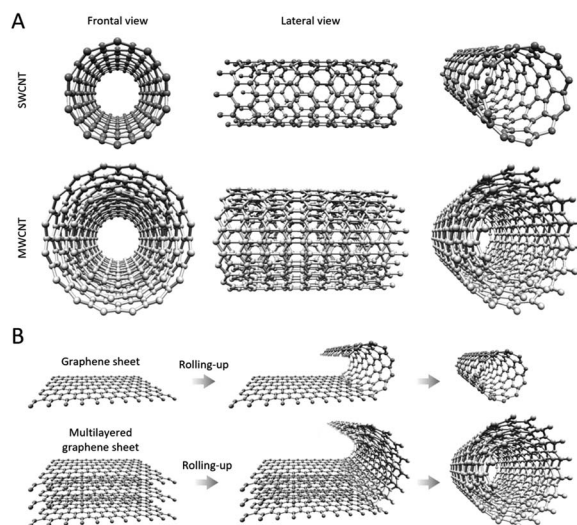 A
Frontal view
Lateral view
SWCNT
MWCNT
B
Graphene sheet
Rolling-up
Multilayered
graphene sheet
Rolling-up